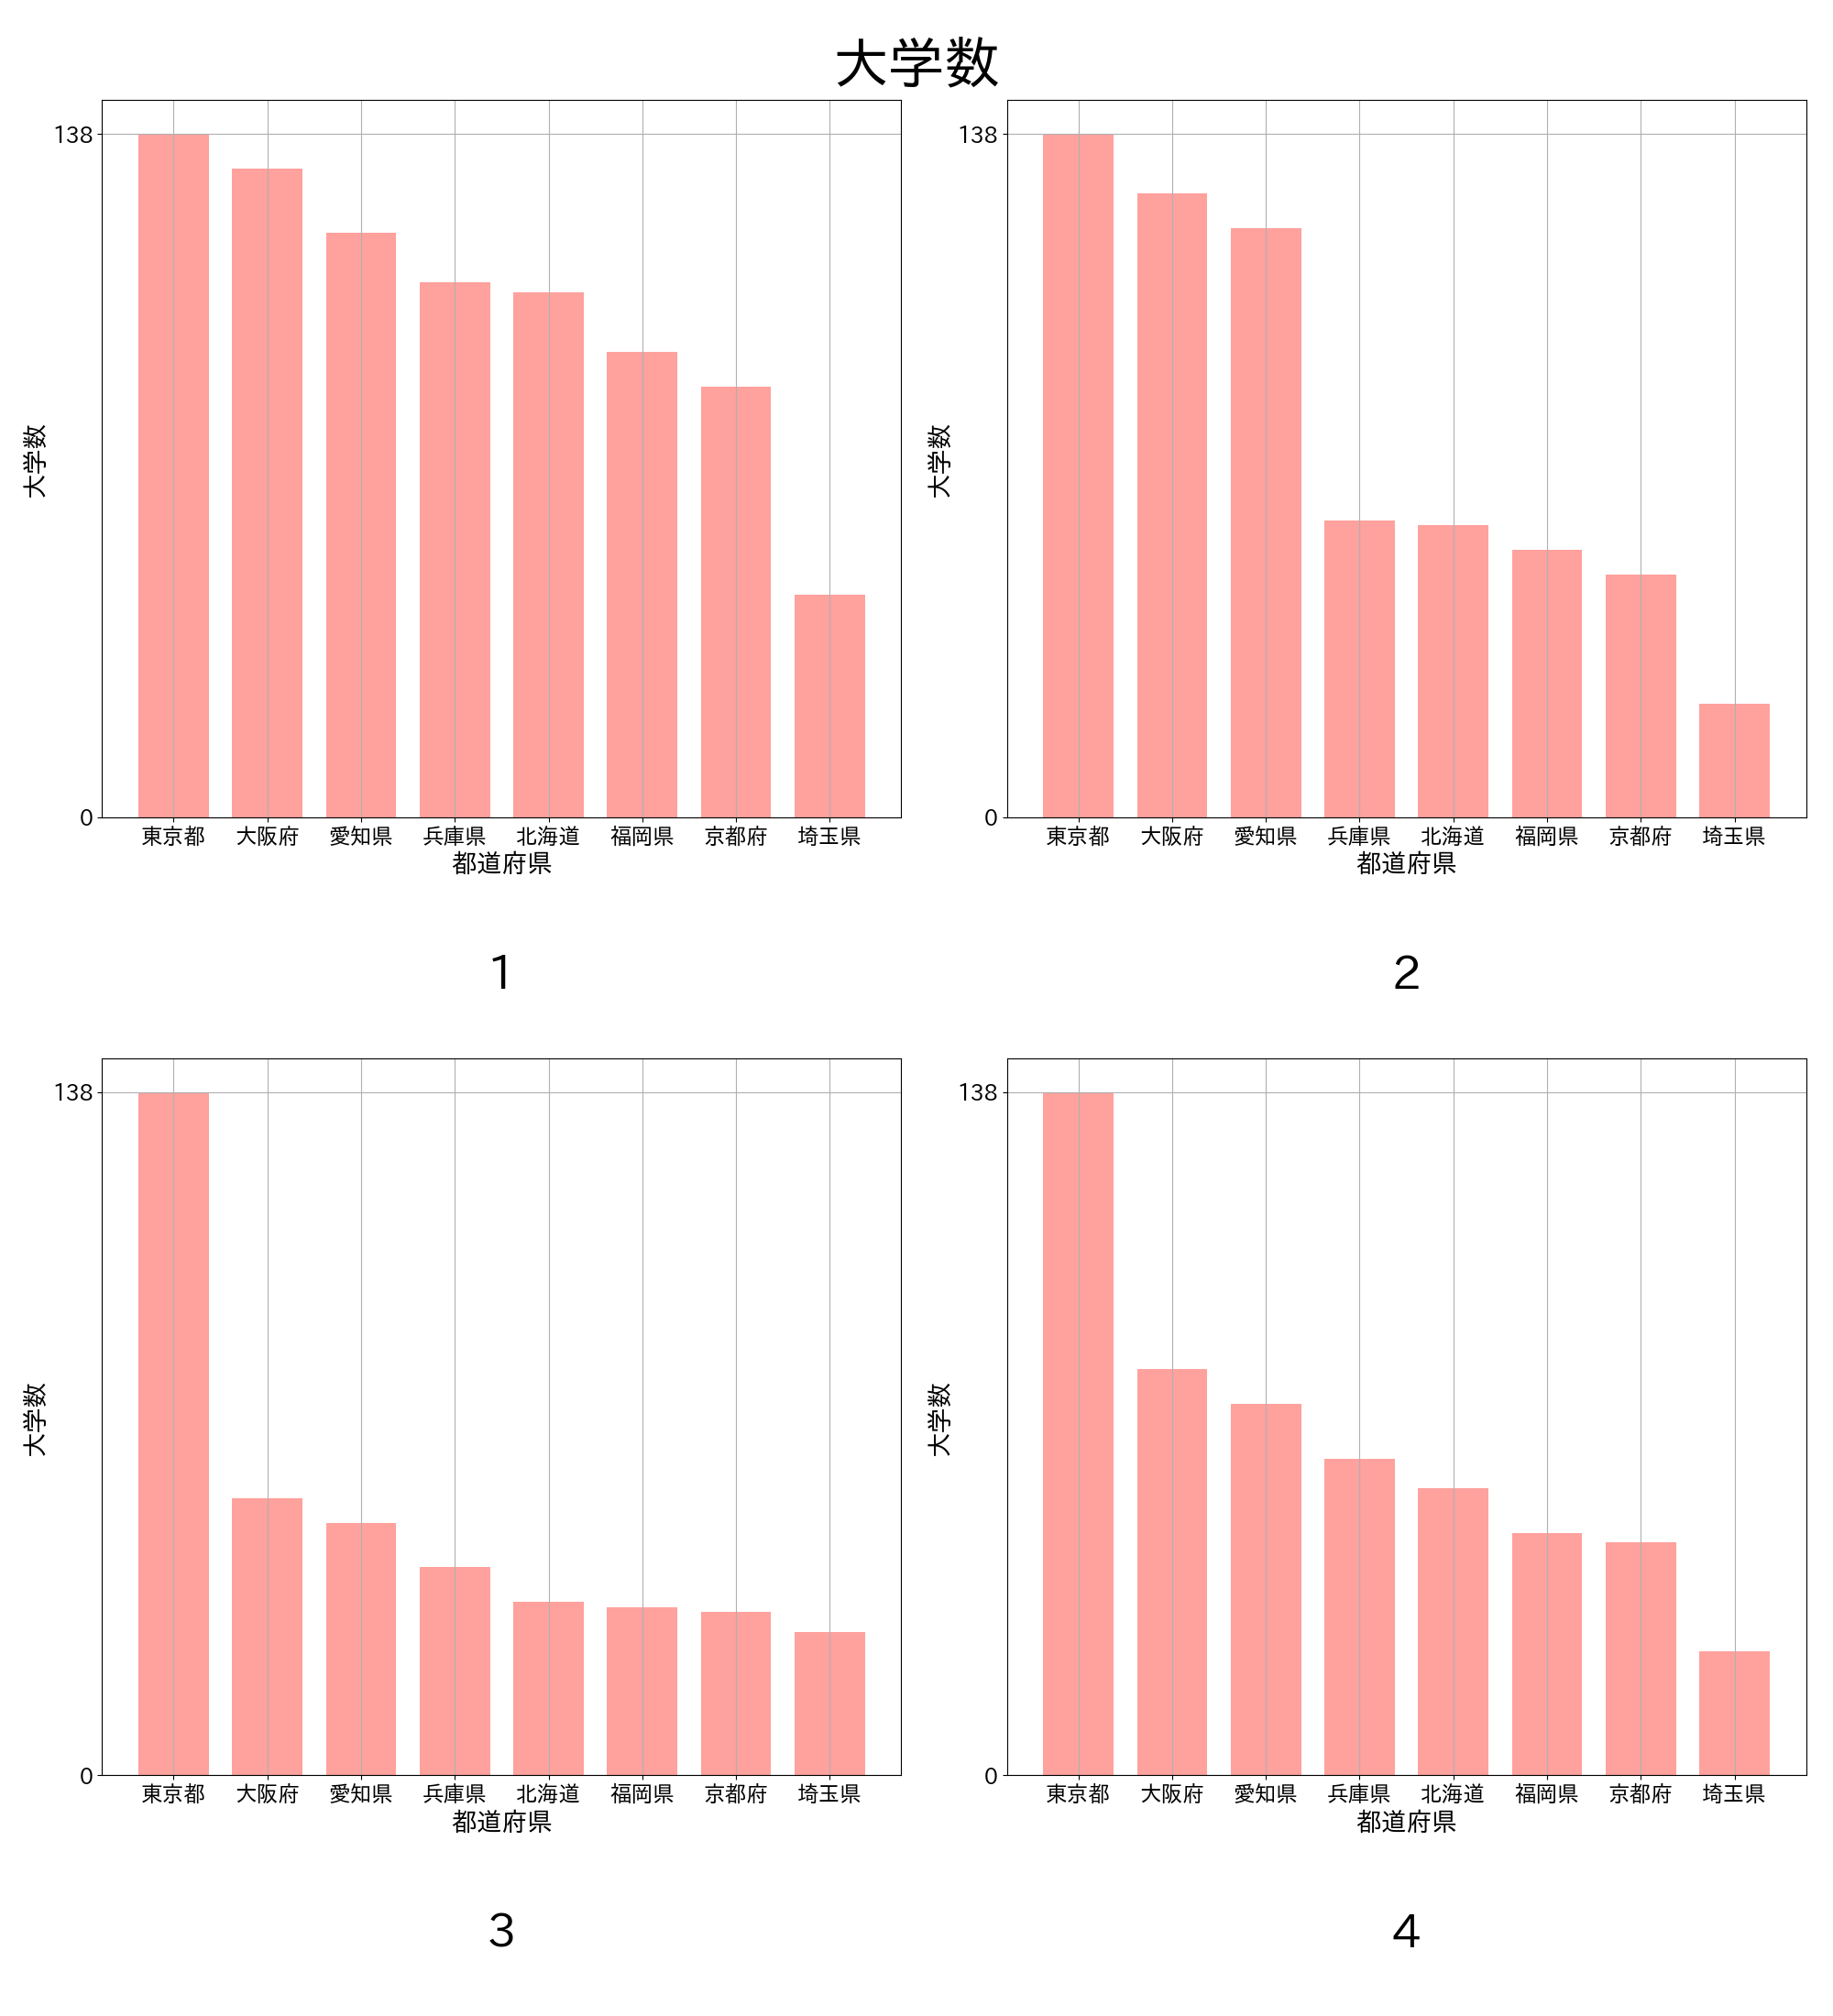 大学数
138
0
大学数
東京都 大阪府 愛知県 兵庫県 北海道 福岡県 京都府 埼玉県
都道府県
1
138
0
大学数
東京都 大阪府 愛知県 兵庫県 北海道 福岡県 京都府 埼玉県
都道府県
2
138
0
大学数
東京都 大阪府 愛知県 兵庫県 北海道 福岡県 京都府 埼玉県
都道府県
3
138
0
大学数
東京都 大阪府 愛知県 兵庫県 北海道 福岡県 京都府 埼玉県
都道府県
4